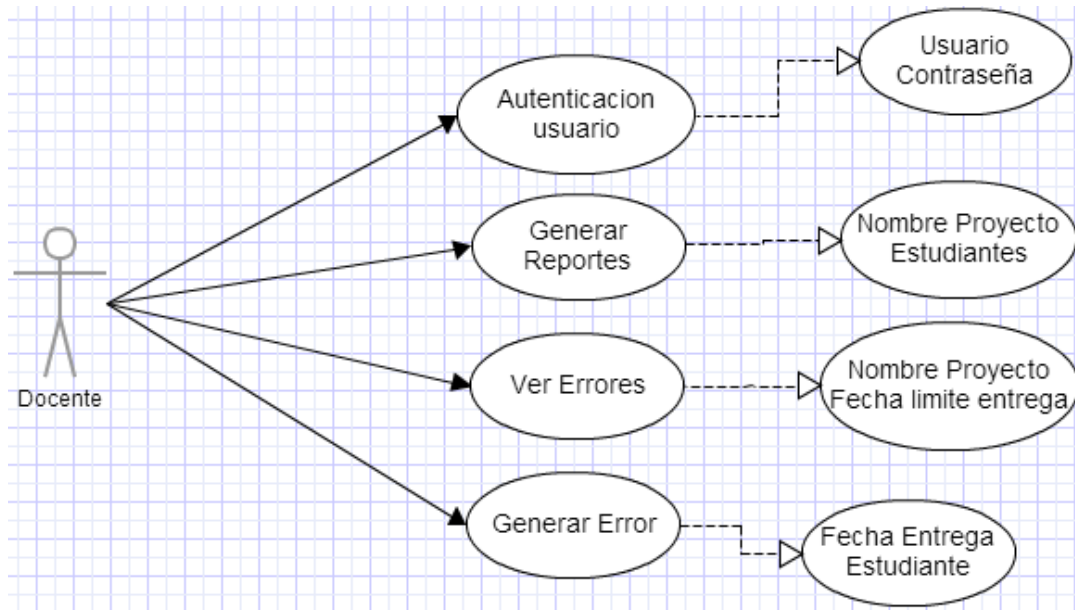 Usuario
Contraseña
Autenticacion
usuario
Generar
Reportes
Nombre Proyecto
Estudiantes
Ver Errores
Nombre Proyecto
Fecha limite entrega
Docente
Generar Error
Fecha Entrega
Estudiante